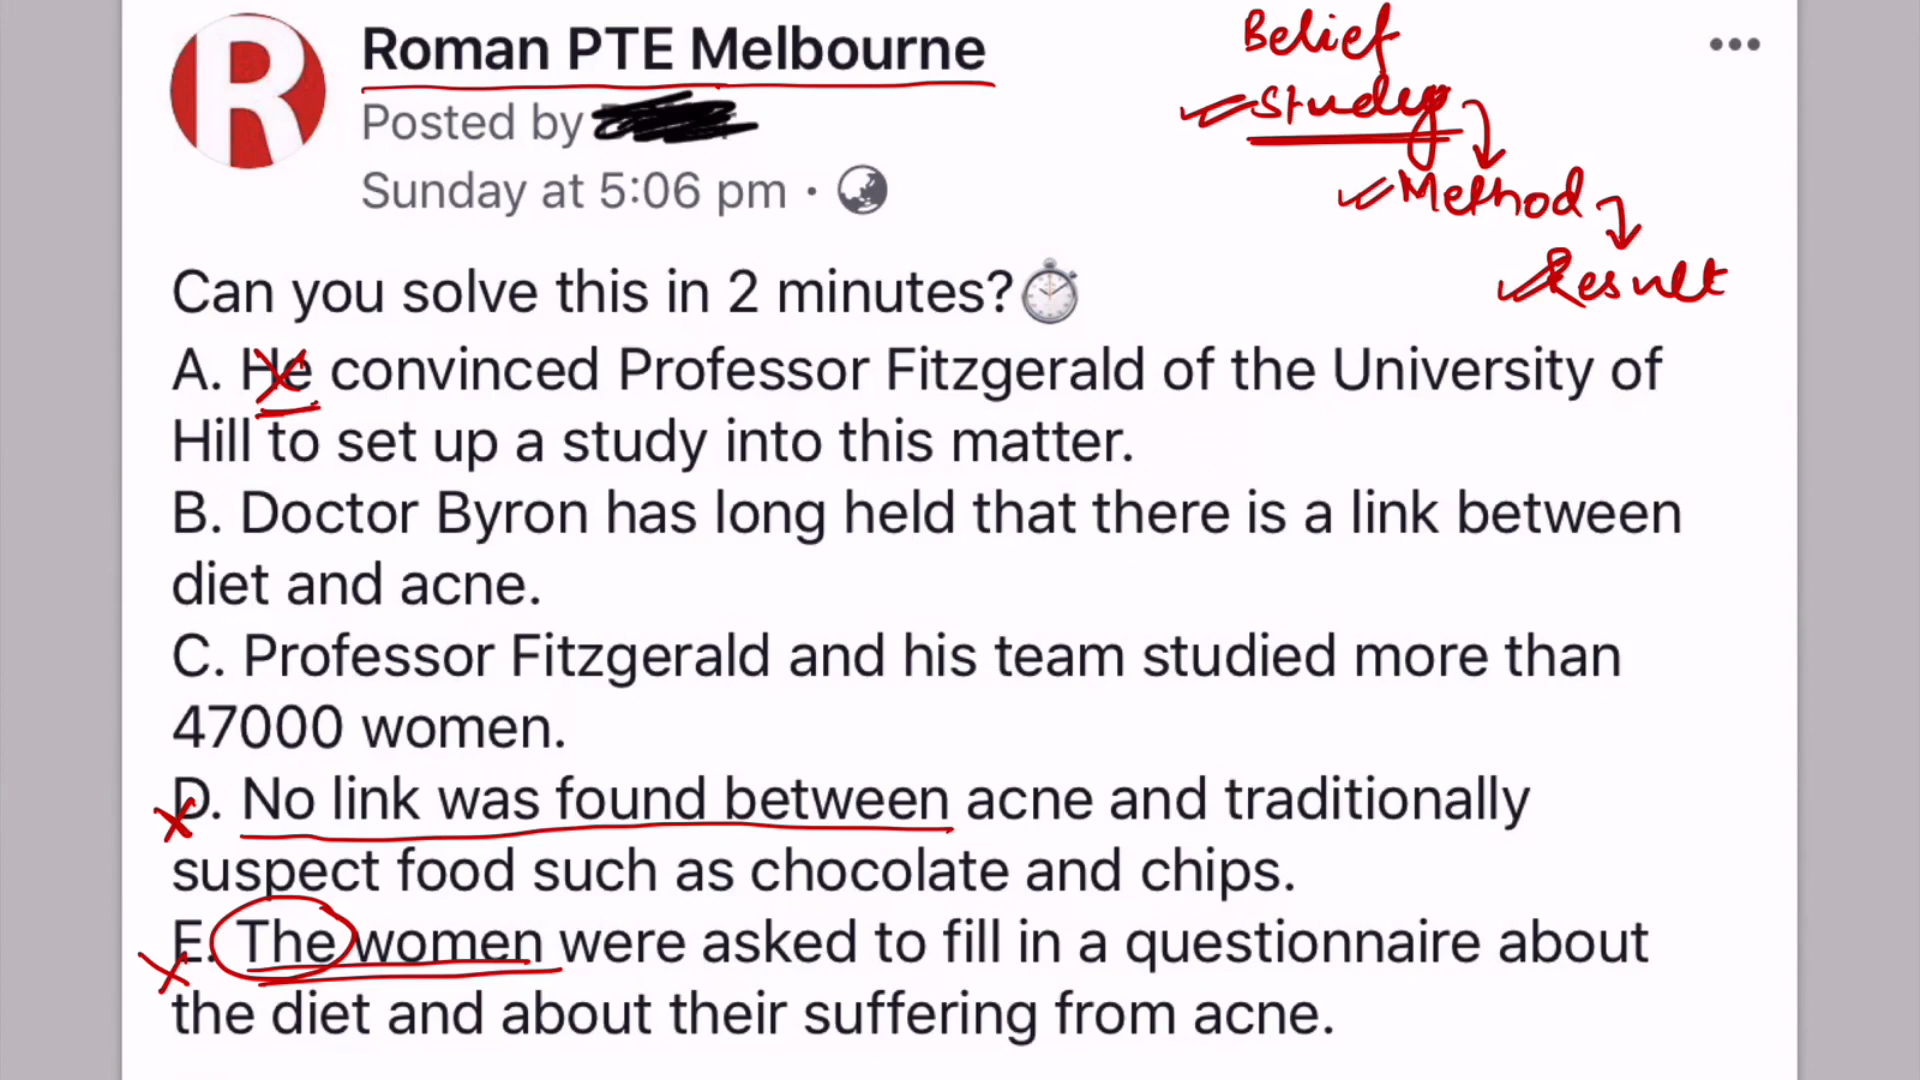 Roman PTE Melbourne
Posted by
Sunday at 5:06 pm ·
Belief
Study
Method
Result
Can you solve this in 2 minutes?
A. He convinced Professor Fitzgerald of the University of
Hill to set up a study into this matter.
B. Doctor Byron has long held that there is a link between
diet and acne.
C. Professor Fitzgerald and his team studied more than
47000 women.
D. No link was found between acne and traditionally
suspect food such as chocolate and chips.
E. The women were asked to fill in a questionnaire about
the diet and about their suffering from acne.